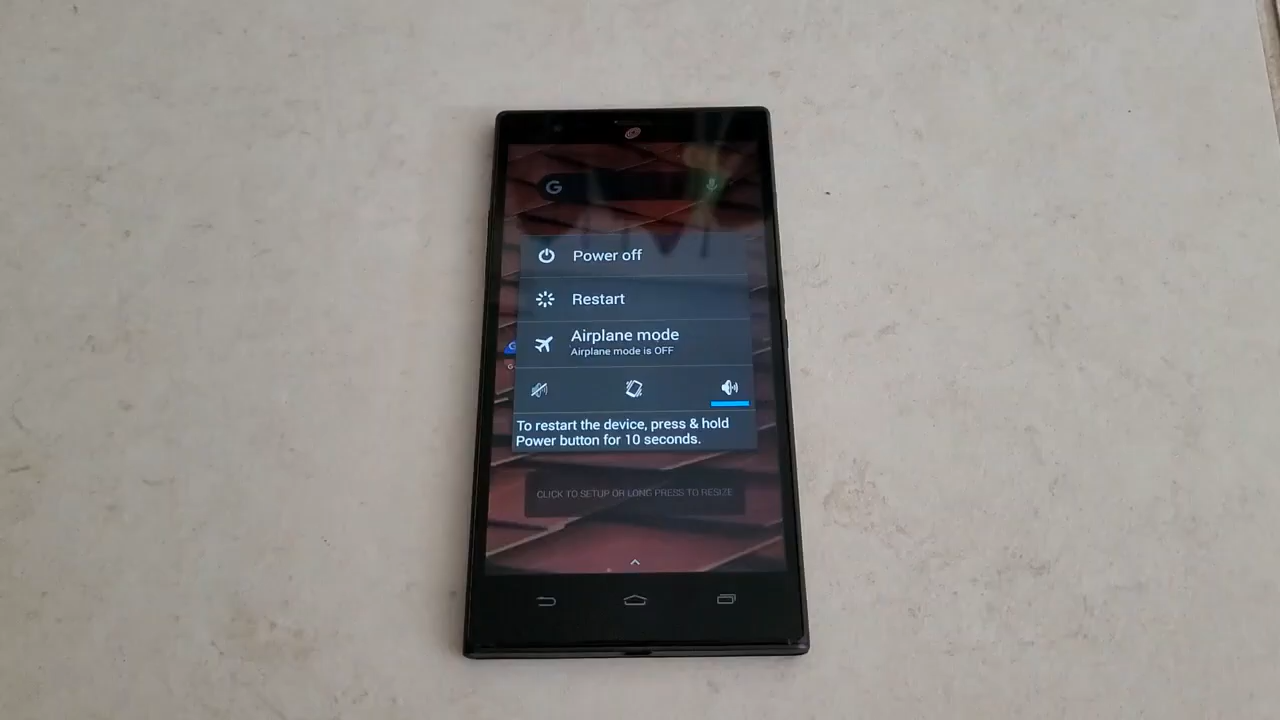 G
Power off
Restart
Airplane mode
Airplane mode is OFF
To restart the device, press & hold
Power button for 10 seconds.
CLICK TO SETUP OR LONG PRESS TO RESIZE